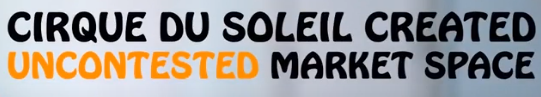 CIRQUE DU SOLEIL CREATED
UNCONTESTED MARKET SPACE